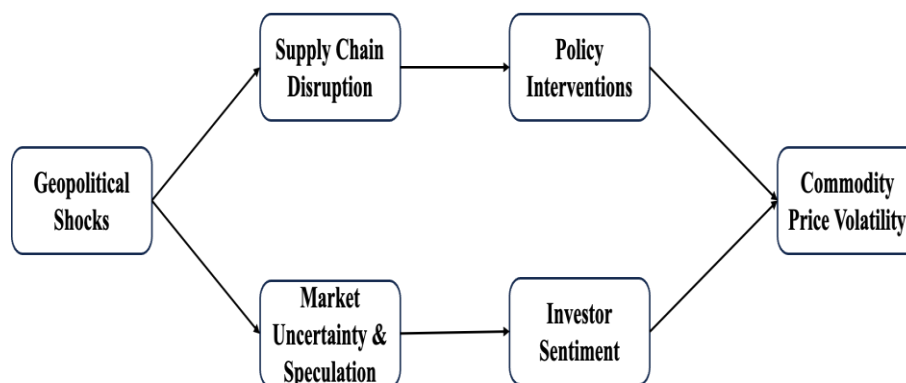 Supply Chain
Disruption
Policy
Interventions
Geopolitical
Shocks
Commodity
Price Volatility
Market
Uncertainty &
Speculation
Investor
Sentiment